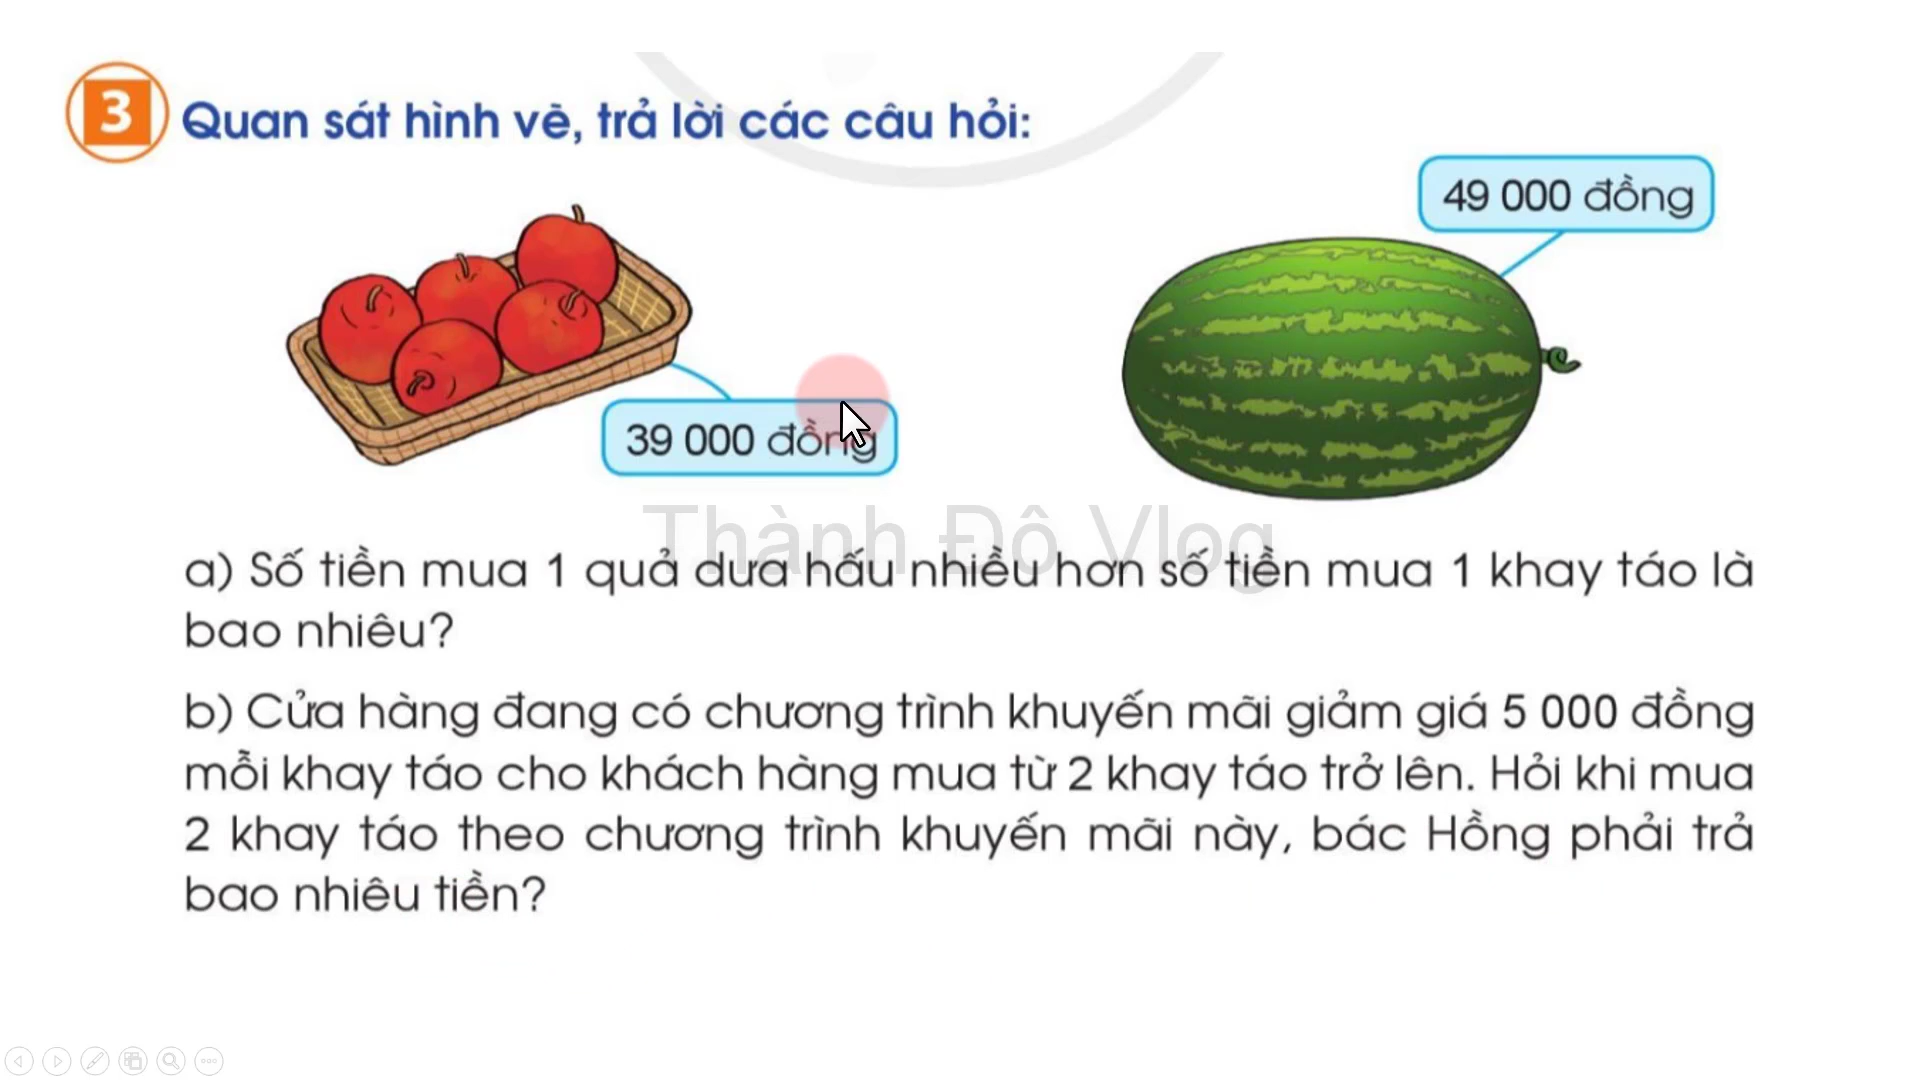 3 Quan sát hình vẽ, trả lời các câu hỏi:
49 000 đồng
39 000 đồng
Thành Đô Vlog
a) Số tiền mua 1 quả dưa hấu nhiều hơn số tiền mua 1 khay táo là
bao nhiêu?
b) Cửa hàng đang có chương trình khuyến mãi giảm giá 5 000 đồng
mỗi khay táo cho khách hàng mua từ 2 khay táo trở lên. Hỏi khi mua
2 khay táo theo chương trình khuyến mãi này, bác Hồng phải trả
bao nhiêu tiền?